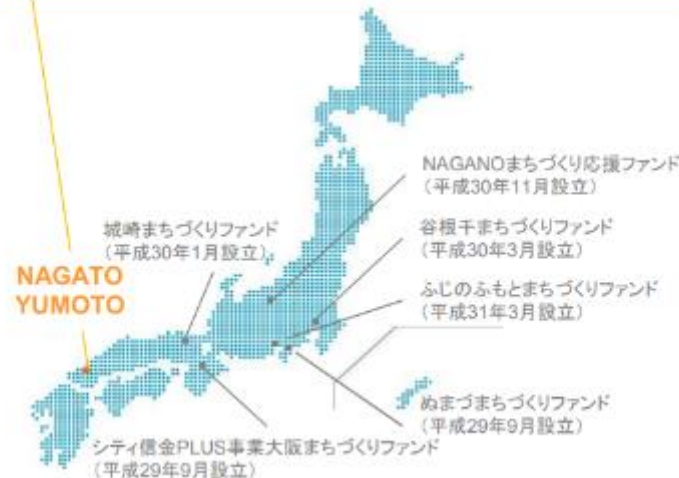 NAGANOまちづくり応援ファンド
（平成30年11月設立）
城崎まちづくりファンド
（平成30年1月設立）
谷根千まちづくりファンド
（平成30年3月設立）
NAGATO
YUMOTO
ふじのふもとまちづくりファンド
（平成31年3月設立）
ぬまづまちづくりファンド
（平成29年9月設立）
シティ信金PLUS事業大阪まちづくりファンド
（平成29年9月設立）